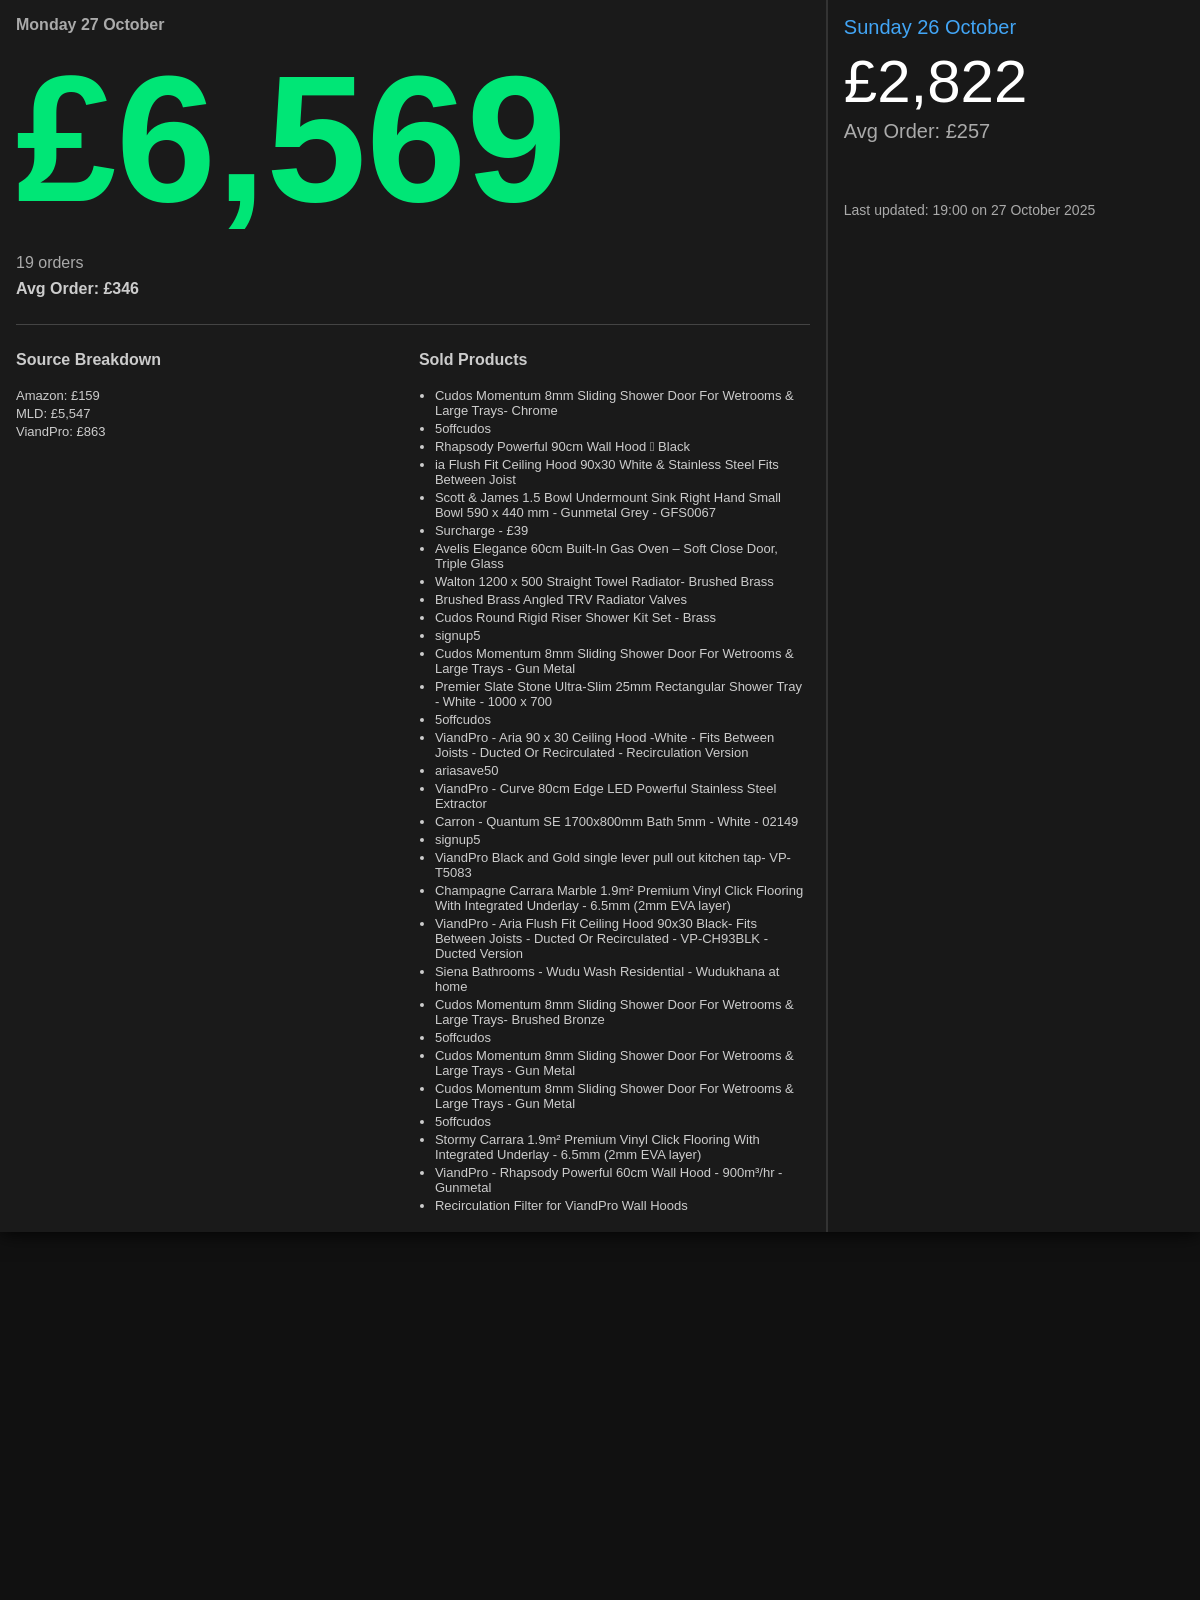 Monday 27 October
£6,569
19 orders
Avg Order: £346
Source Breakdown
Amazon: £159
MLD: £5,547
ViandPro: £863
Sold Products
Cudos Momentum 8mm Sliding Shower Door For Wetrooms &
Large Trays- Chrome
5offcudos
Rhapsody Powerful 90cm Wall Hood  Black
ia Flush Fit Ceiling Hood 90x30 White & Stainless Steel Fits
Between Joist
Scott & James 1.5 Bowl Undermount Sink Right Hand Small
Bowl 590 x 440 mm - Gunmetal Grey - GFS0067
Surcharge - £39
Avelis Elegance 60cm Built-In Gas Oven – Soft Close Door,
Triple Glass
Walton 1200 x 500 Straight Towel Radiator- Brushed Brass
Brushed Brass Angled TRV Radiator Valves
Cudos Round Rigid Riser Shower Kit Set - Brass
signup5
Cudos Momentum 8mm Sliding Shower Door For Wetrooms &
Large Trays - Gun Metal
Premier Slate Stone Ultra-Slim 25mm Rectangular Shower Tray
- White - 1000 x 700
5offcudos
ViandPro - Aria 90 x 30 Ceiling Hood -White - Fits Between
Joists - Ducted Or Recirculated - Recirculation Version
ariasave50
ViandPro - Curve 80cm Edge LED Powerful Stainless Steel
Extractor
Carron - Quantum SE 1700x800mm Bath 5mm - White - 02149
signup5
ViandPro Black and Gold single lever pull out kitchen tap- VP-
T5083
Champagne Carrara Marble 1.9m² Premium Vinyl Click Flooring
With Integrated Underlay - 6.5mm (2mm EVA layer)
ViandPro - Aria Flush Fit Ceiling Hood 90x30 Black- Fits
Between Joists - Ducted Or Recirculated - VP-CH93BLK -
Ducted Version
Siena Bathrooms - Wudu Wash Residential - Wudukhana at
home
Cudos Momentum 8mm Sliding Shower Door For Wetrooms &
Large Trays- Brushed Bronze
5offcudos
Cudos Momentum 8mm Sliding Shower Door For Wetrooms &
Large Trays - Gun Metal
Cudos Momentum 8mm Sliding Shower Door For Wetrooms &
Large Trays - Gun Metal
5offcudos
Stormy Carrara 1.9m² Premium Vinyl Click Flooring With
Integrated Underlay - 6.5mm (2mm EVA layer)
ViandPro - Rhapsody Powerful 60cm Wall Hood - 900m³/hr -
Gunmetal
Recirculation Filter for ViandPro Wall Hoods
Sunday 26 October
£2,822
Avg Order: £257
Last updated: 19:00 on 27 October 2025